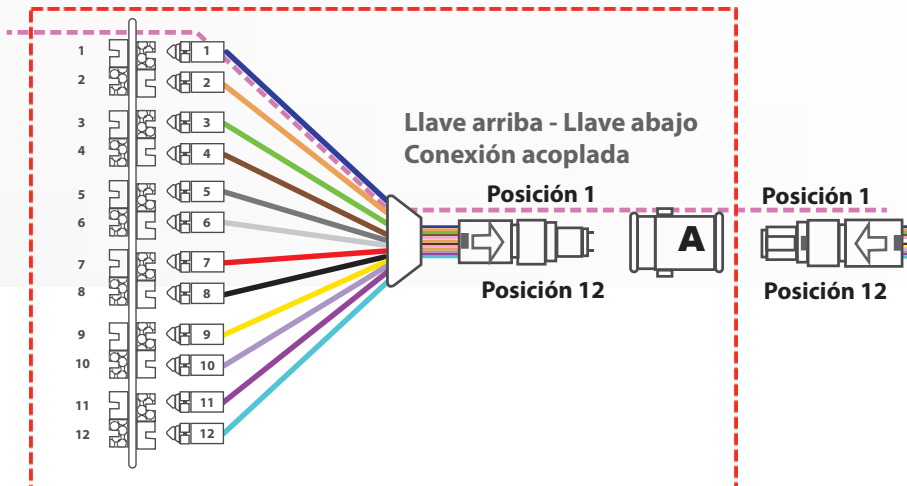 1 1
2 2
3 3
4 4
5 5
6 6
7 7
8 8
9 9
10 10
11 11
12 12
Llave arriba - Llave abajo
Conexión acoplada
Posición 1
A
Posición 12
Posición 1
Posición 12